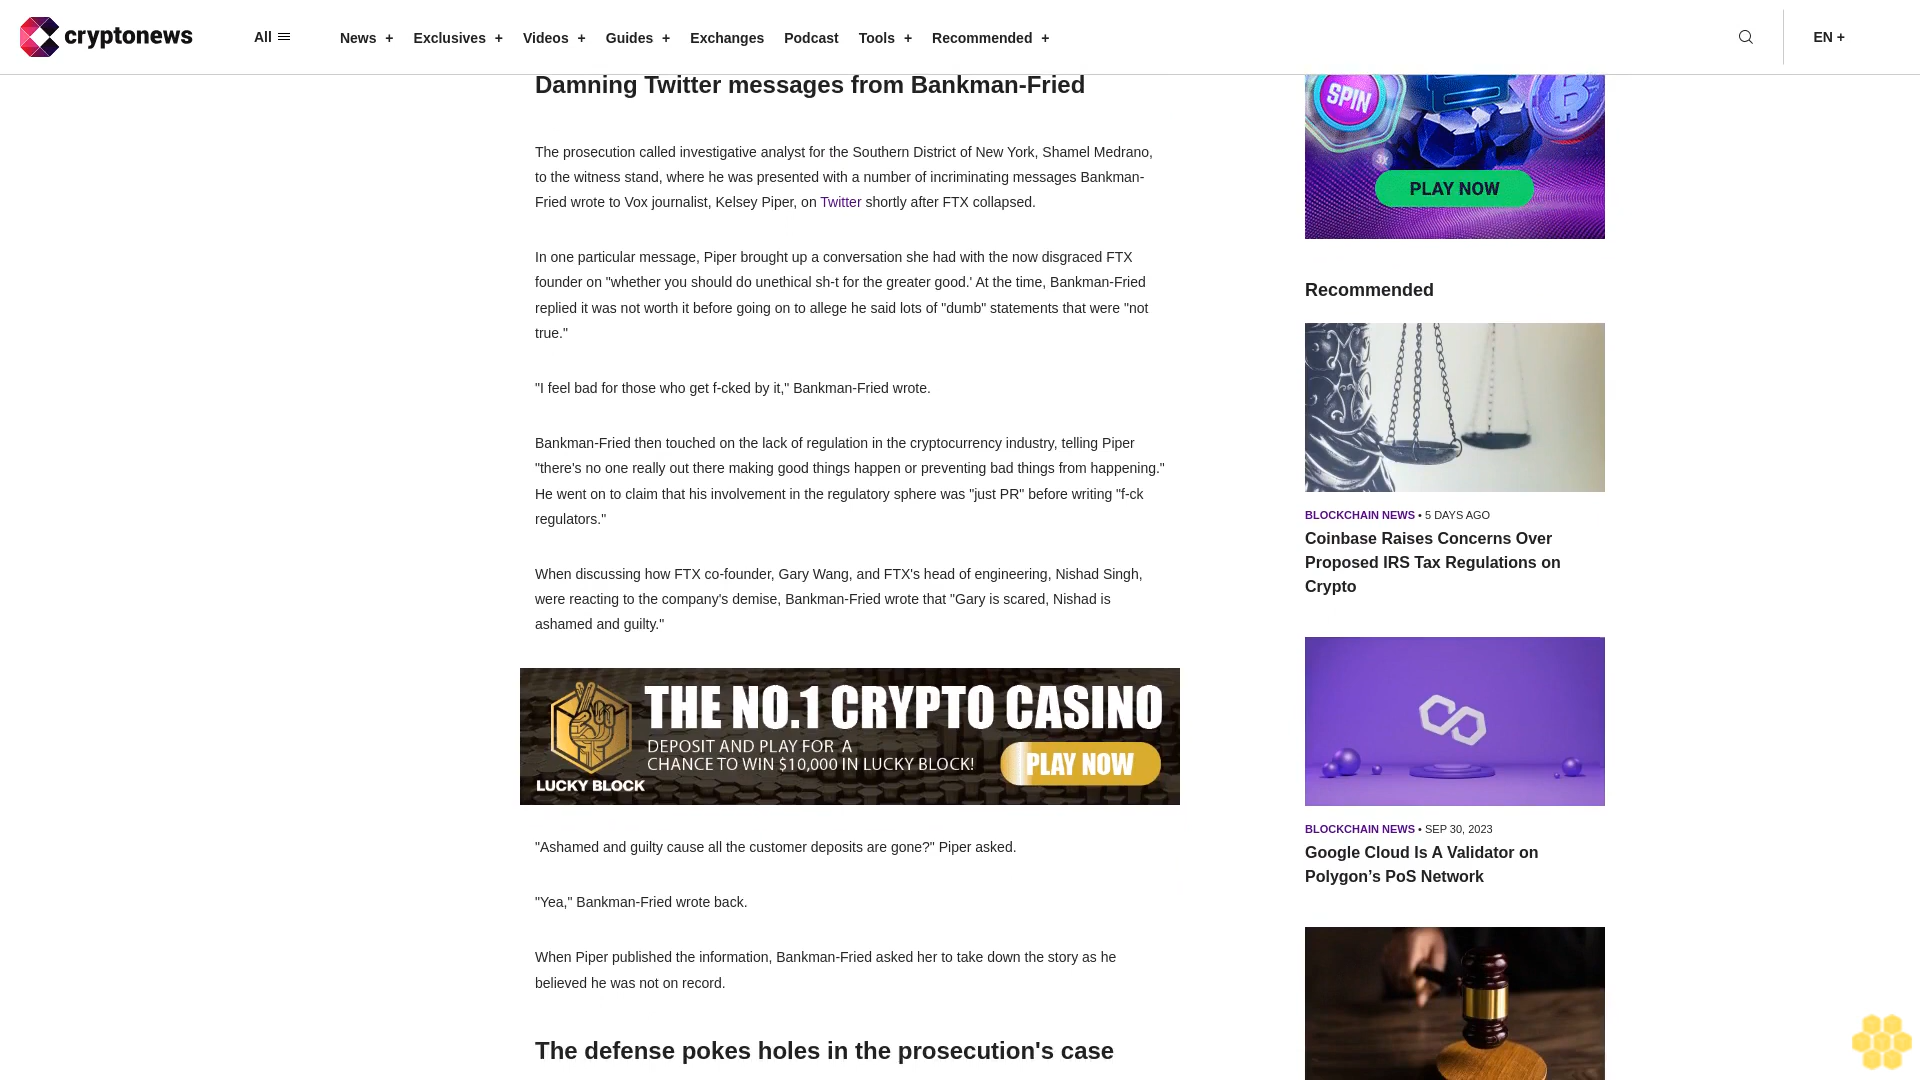 cryptonews
All
News +
Exclusives +
Videos +
Guides +
Exchanges
Podcast
Tools +
Recommended +
EN +
Damning Twitter messages from Bankman-Fried
The prosecution called investigative analyst for the Southern District of New York, Shamel Medrano,
to the witness stand, where he was presented with a number of incriminating messages Bankman-
Fried wrote to Vox journalist, Kelsey Piper, on Twitter shortly after FTX collapsed.
In one particular message, Piper brought up a conversation she had with the now disgraced FTX
founder on "whether you should do unethical sh-t for the greater good.' At the time, Bankman-Fried
replied it was not worth it before going on to allege he said lots of "dumb" statements that were "not
true."
"I feel bad for those who get f-cked by it," Bankman-Fried wrote.
Bankman-Fried then touched on the lack of regulation in the cryptocurrency industry, telling Piper
"there's no one really out there making good things happen or preventing bad things from happening."
He went on to claim that his involvement in the regulatory sphere was "just PR" before writing "f-ck
regulators."
When discussing how FTX co-founder, Gary Wang, and FTX's head of engineering, Nishad Singh,
were reacting to the company's demise, Bankman-Fried wrote that "Gary is scared, Nishad is
ashamed and guilty."
THE NO.1 CRYPTO CASINO
DEPOSIT AND PLAY FOR A
CHANCE TO WIN $10,000 IN LUCKY BLOCK!
PLAY NOW
LUCKY BLOCK
"Ashamed and guilty cause all the customer deposits are gone?" Piper asked.
"Yea," Bankman-Fried wrote back.
When Piper published the information, Bankman-Fried asked her to take down the story as he
believed he was not on record.
The defense pokes holes in the prosecution's case
SPIN
3X
PLAY NOW
Recommended
BLOCKCHAIN NEWS • 5 DAYS AGO
Coinbase Raises Concerns Over
Proposed IRS Tax Regulations on
Crypto
BLOCKCHAIN NEWS • SEP 30, 2023
Google Cloud Is A Validator on
Polygon’s PoS Network